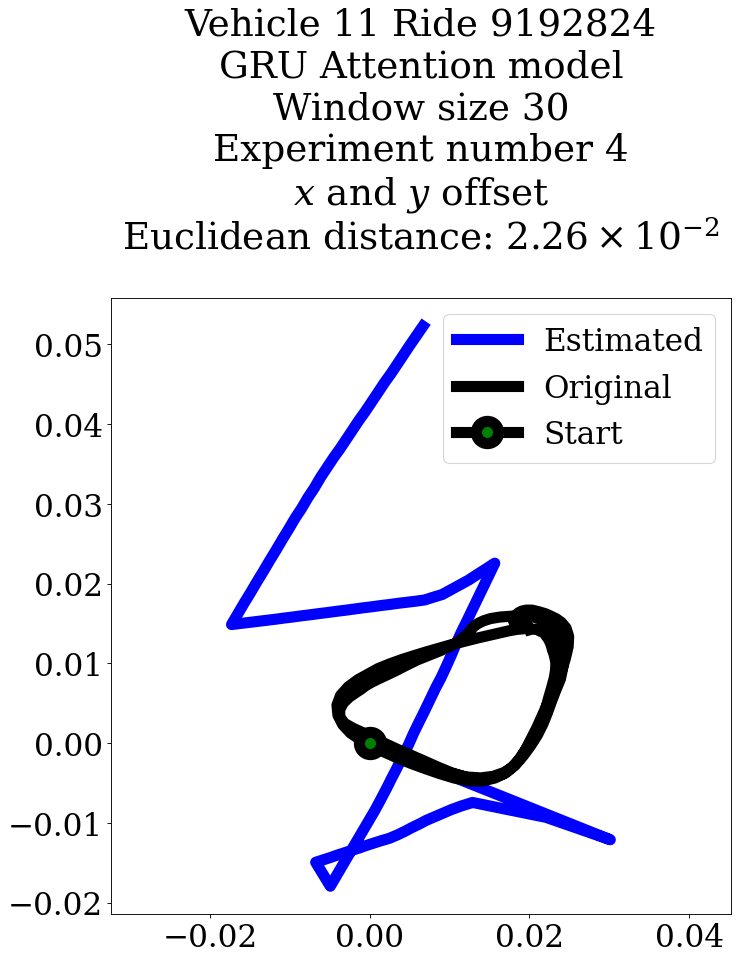 Vehicle 11 Ride 9192824
GRU Attention model
Window size 30
Experiment number 4
x and y offset
Euclidean distance: 2.26 × 10⁻²
Estimated
Original
Start
0.05
0.04
0.03
0.02
0.01
0.00
−0.01
−0.02
−0.02 0.00 0.02 0.04